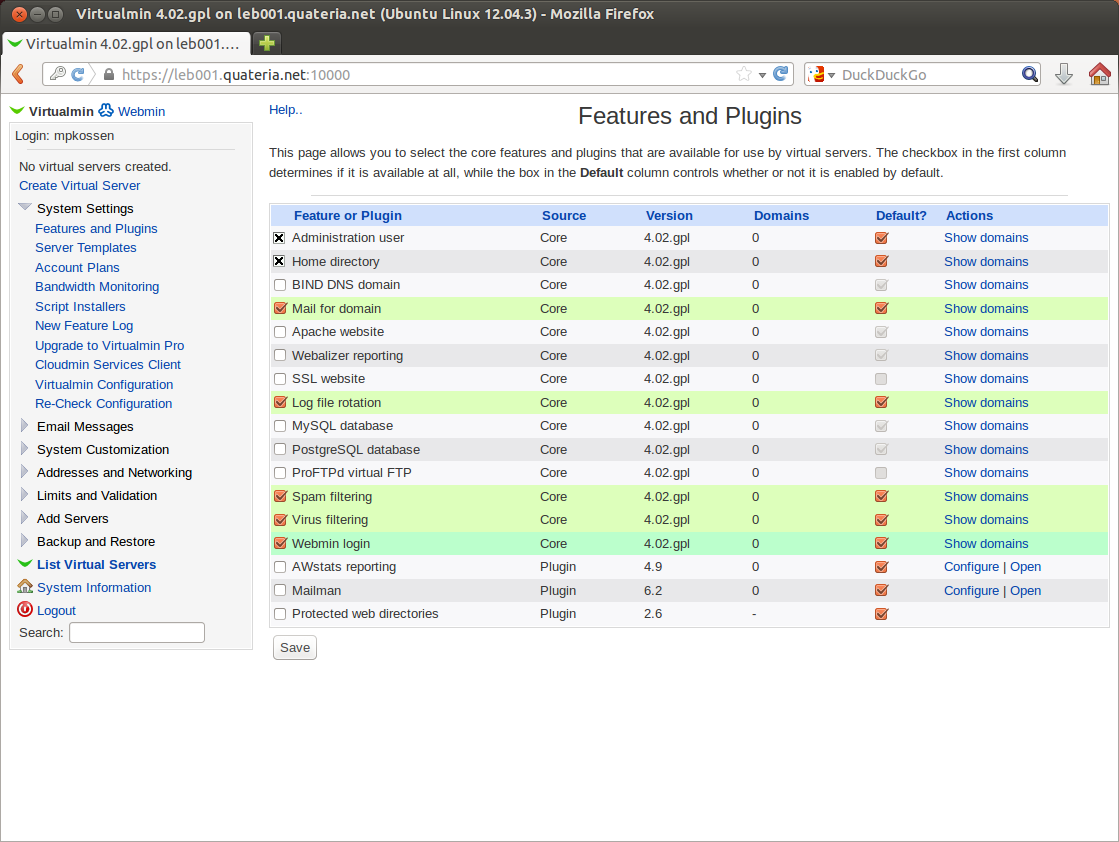 Virtualmin 4.02.gpl on leb001.quateria.net (Ubuntu Linux 12.04.3) - Mozilla Firefox
Virtualmin 4.02.gpl on leb001....
https://leb001.quateria.net:10000
DuckDuckGo
Virtualmin Webmin
Login: mpkossen
No virtual servers created.
Create Virtual Server
System Settings
Features and Plugins
Server Templates
Account Plans
Bandwidth Monitoring
Script Installers
New Feature Log
Upgrade to Virtualmin Pro
Cloudmin Services Client
Virtualmin Configuration
Re-Check Configuration
Email Messages
System Customization
Addresses and Networking
Limits and Validation
Add Servers
Backup and Restore
List Virtual Servers
System Information
Logout
Search:
Help..
Features and Plugins
This page allows you to select the core features and plugins that are available for use by virtual servers. The checkbox in the first column
determines if it is available at all, while the box in the Default column controls whether or not it is enabled by default.
Feature or Plugin Source Version Domains Default? Actions
Administration user Core 4.02.gpl 0 Show domains
Home directory Core 4.02.gpl 0 Show domains
BIND DNS domain Core 4.02.gpl 0 Show domains
Mail for domain Core 4.02.gpl 0 Show domains
Apache website Core 4.02.gpl 0 Show domains
Webalizer reporting Core 4.02.gpl 0 Show domains
SSL website Core 4.02.gpl 0 Show domains
Log file rotation Core 4.02.gpl 0 Show domains
MySQL database Core 4.02.gpl 0 Show domains
PostgreSQL database Core 4.02.gpl 0 Show domains
ProFTPd virtual FTP Core 4.02.gpl 0 Show domains
Spam filtering Core 4.02.gpl 0 Show domains
Virus filtering Core 4.02.gpl 0 Show domains
Webmin login Core 4.02.gpl 0 Show domains
AWstats reporting Plugin 4.9 0 Configure | Open
Mailman Plugin 6.2 0 Configure | Open
Protected web directories Plugin 2.6 -
Save